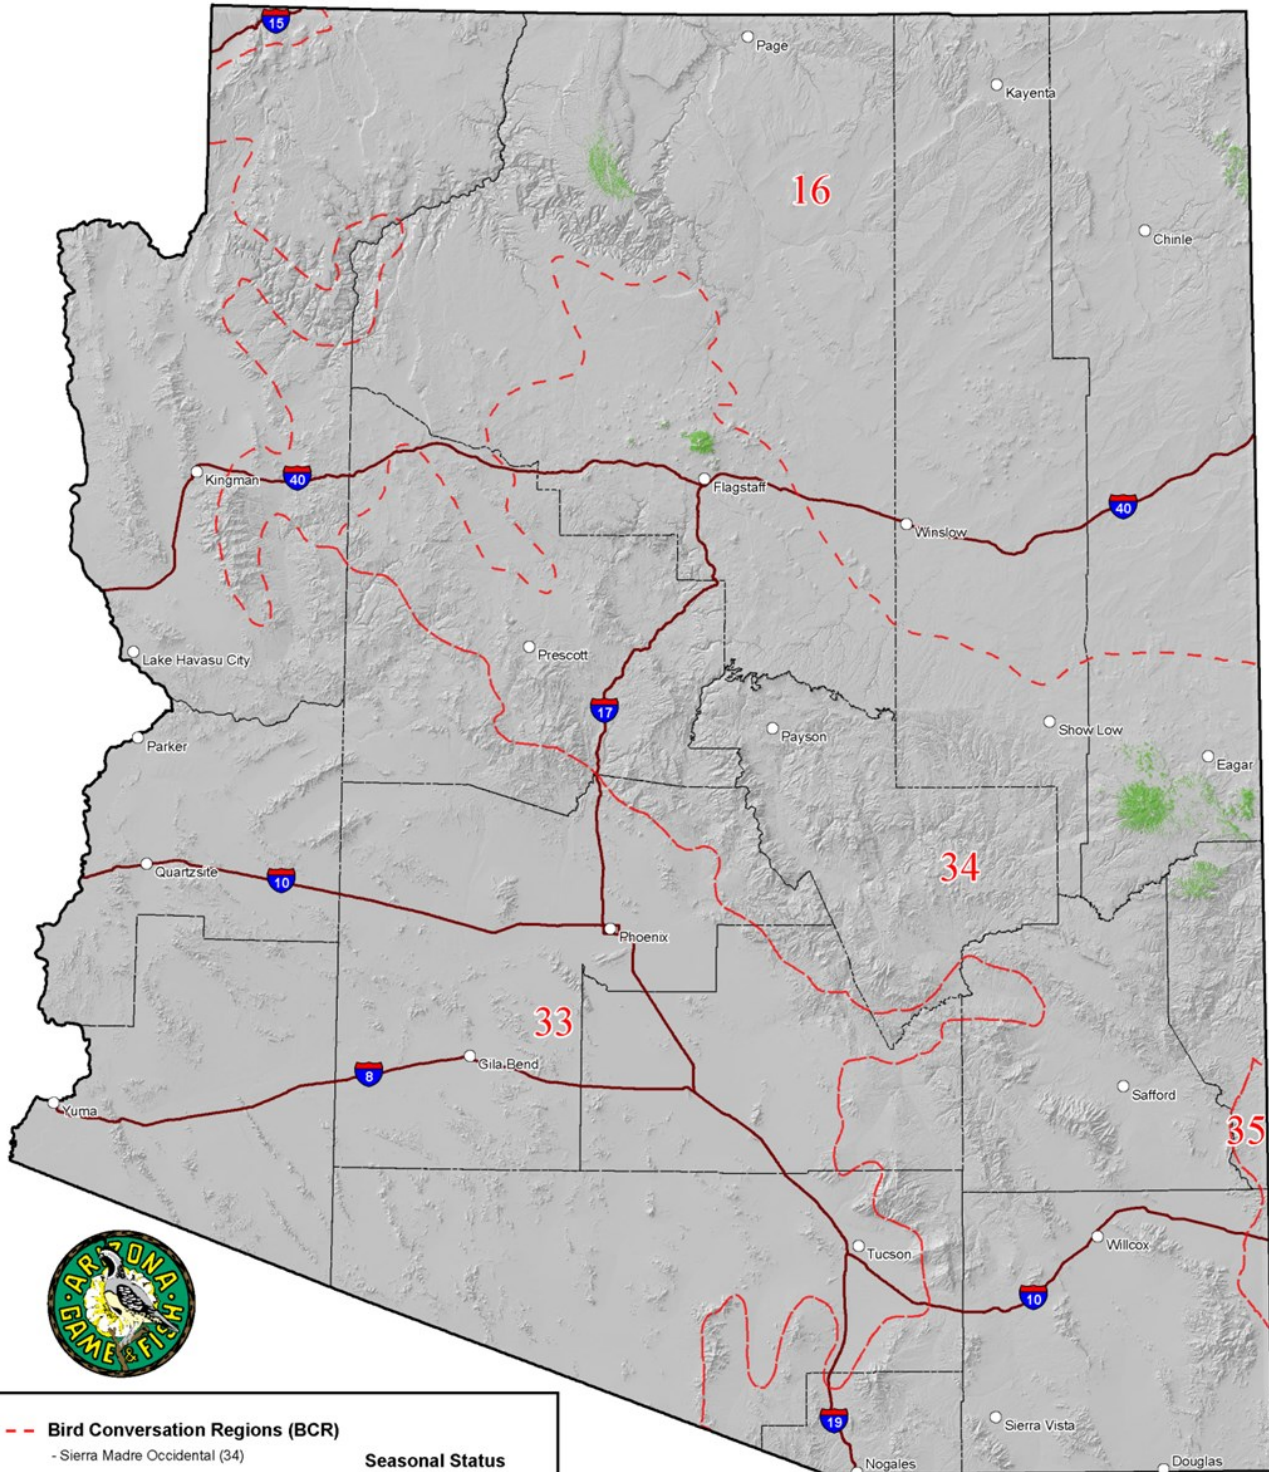 15
Page
Kayenta
16
Chinle
Kingman
40
Flagstaff
40
Winslow
Lake Havasu City
Prescott
17
Parker
Payson
Show Low
Eagar
Quartzsite
10
34
Phoenix
33
Gila Bend
8
Yuma
Safford
35
Tucson
Willcox
10
ARIZONA
GAME & FISH
19
Sierra Vista
Nogales
Douglas
Bird Conversation Regions (BCR)
- Sierra Madre Occidental (34)
Seasonal Status